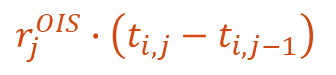 r_j^{OIS} · (t_{i,j} − t_{i,j−1})